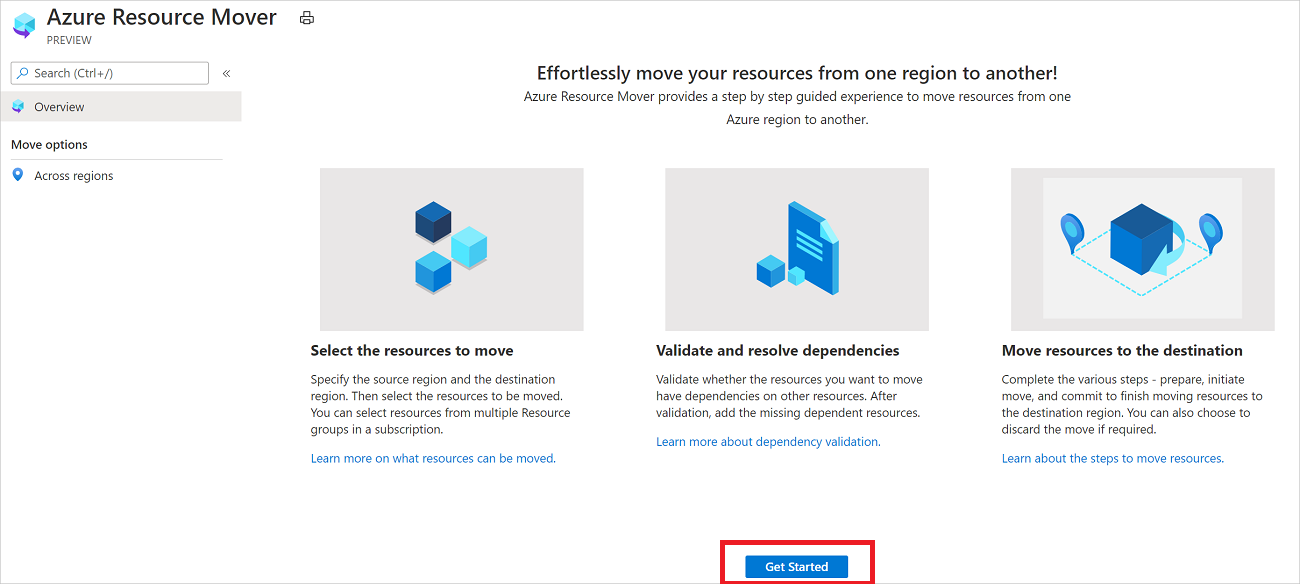 Azure Resource Mover
PREVIEW
Search (Ctrl+/)
«
Overview
Move options
Across regions
Effortlessly move your resources from one region to another!
Azure Resource Mover provides a step by step guided experience to move resources from one
Azure region to another.
Select the resources to move
Specify the source region and the destination
region. Then select the resources to be moved.
You can select resources from multiple Resource
groups in a subscription.
Learn more on what resources can be moved.
Validate and resolve dependencies
Validate whether the resources you want to move
have dependencies on other resources. After
validation, add the missing dependent resources.
Learn more about dependency validation.
Move resources to the destination
Complete the various steps - prepare, initiate
move, and commit to finish moving resources to
the destination region. You can also choose to
discard the move if required.
Learn about the steps to move resources.
Get Started